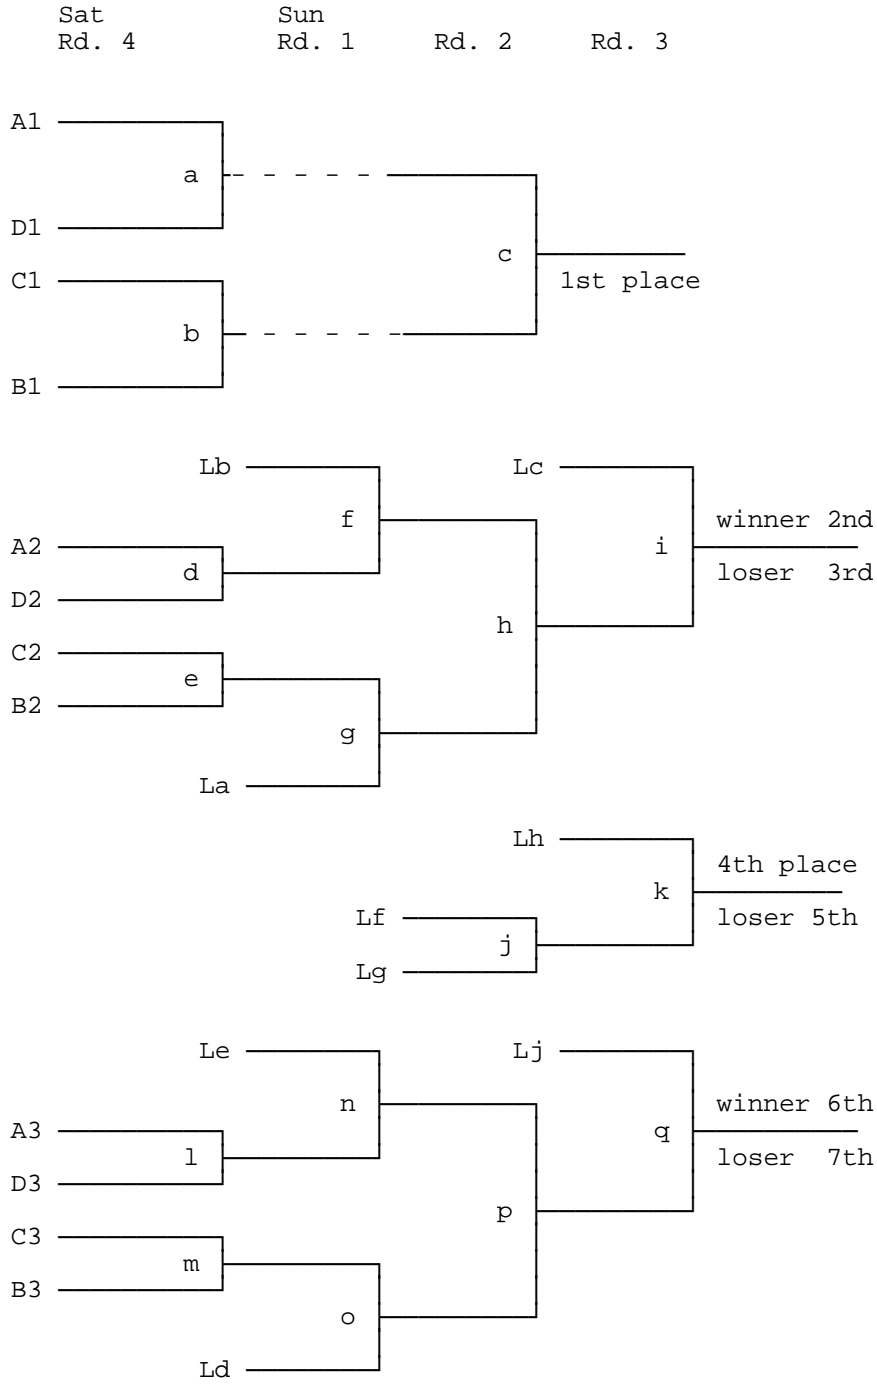 Sat Sun
Rd. 4 Rd. 1 Rd. 2 Rd. 3
A1
a
D1
c
C1
1st place
b
B1
Lb Lc
f winner 2nd
A2 i
d loser 3rd
D2
h
C2
e
B2
g
La
Lh
4th place
k
Lf loser 5th
j
Lg
Le Lj
n winner 6th
A3 q
l loser 7th
D3
p
C3
m
B3
o
Ld